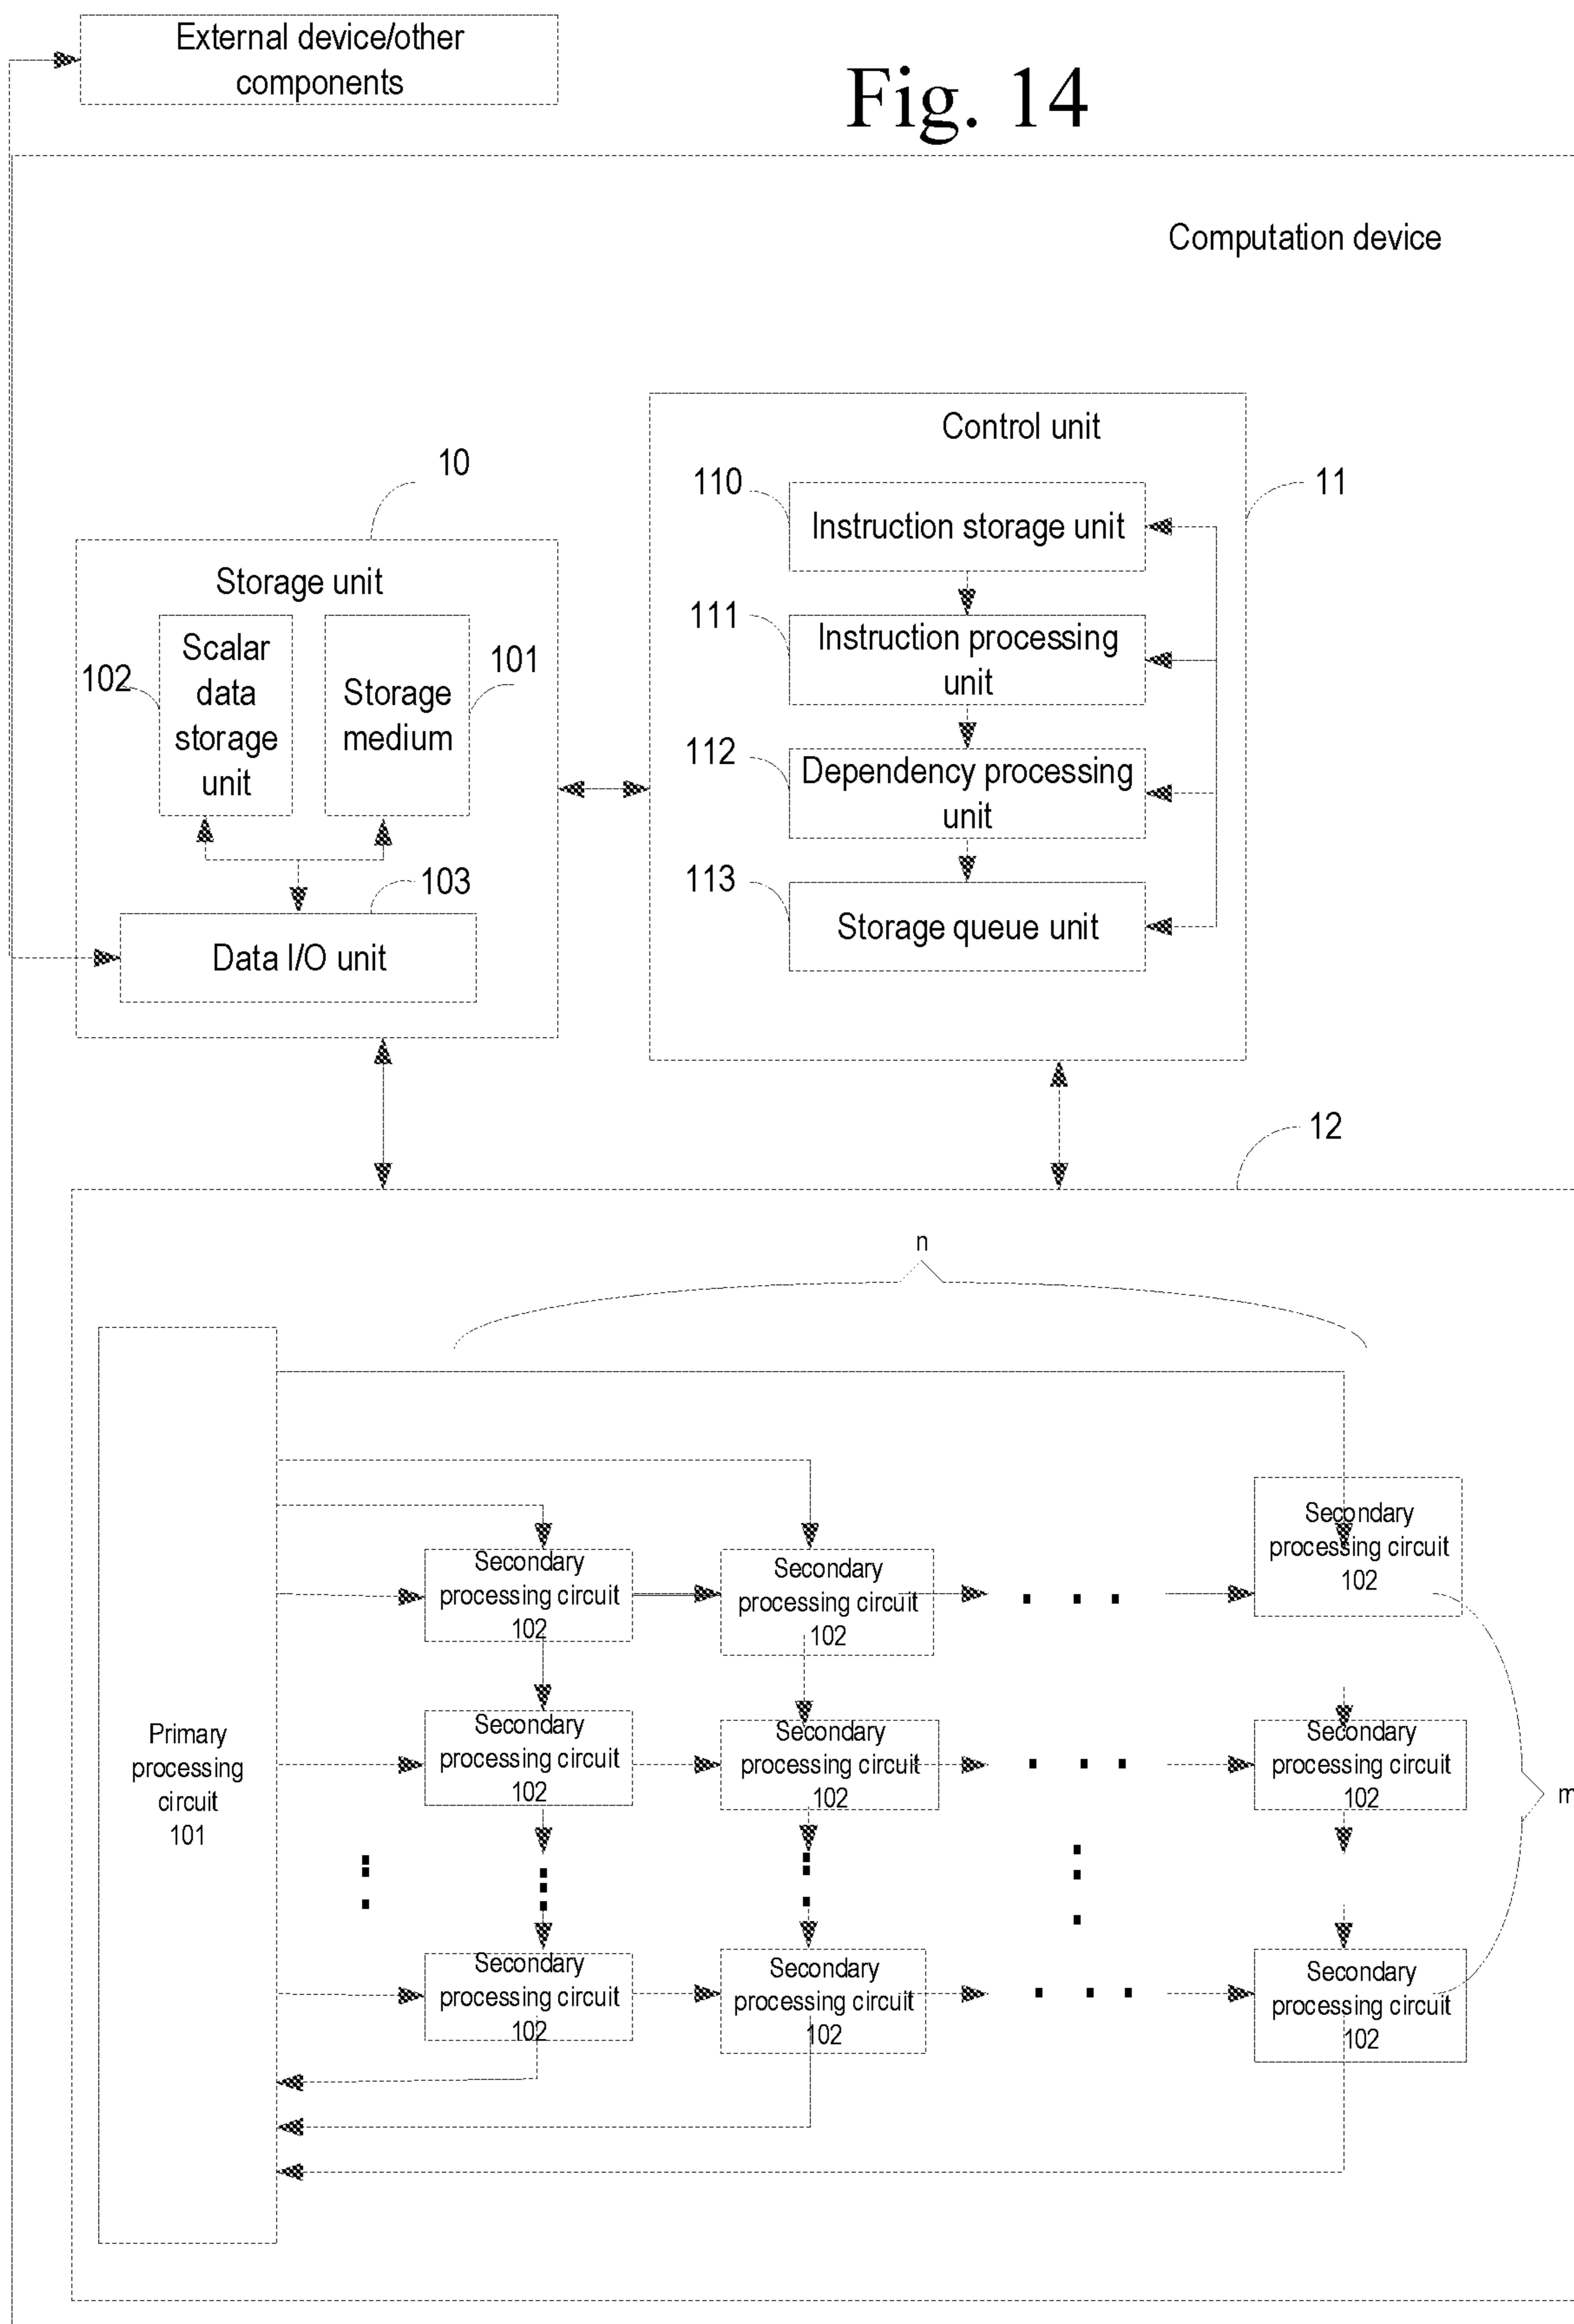 External device/other
components
Fig. 14
Computation device
Control unit
10
110
Instruction storage unit
11
Storage unit
111
Instruction processing
unit
102
Scalar
data
storage
unit
101
Storage
medium
112
Dependency processing
unit
103
113
Storage queue unit
Data I/O unit
12
n
Secondary
processing circuit
102
Secondary
processing circuit
102
Secondary
processing circuit
102
Primary
processing
circuit
101
Secondary
processing circuit
102
Secondary
processing circuit
102
Secondary
processing circuit
102
m
Secondary
processing circuit
102
Secondary
processing circuit
102
Secondary
processing circuit
102